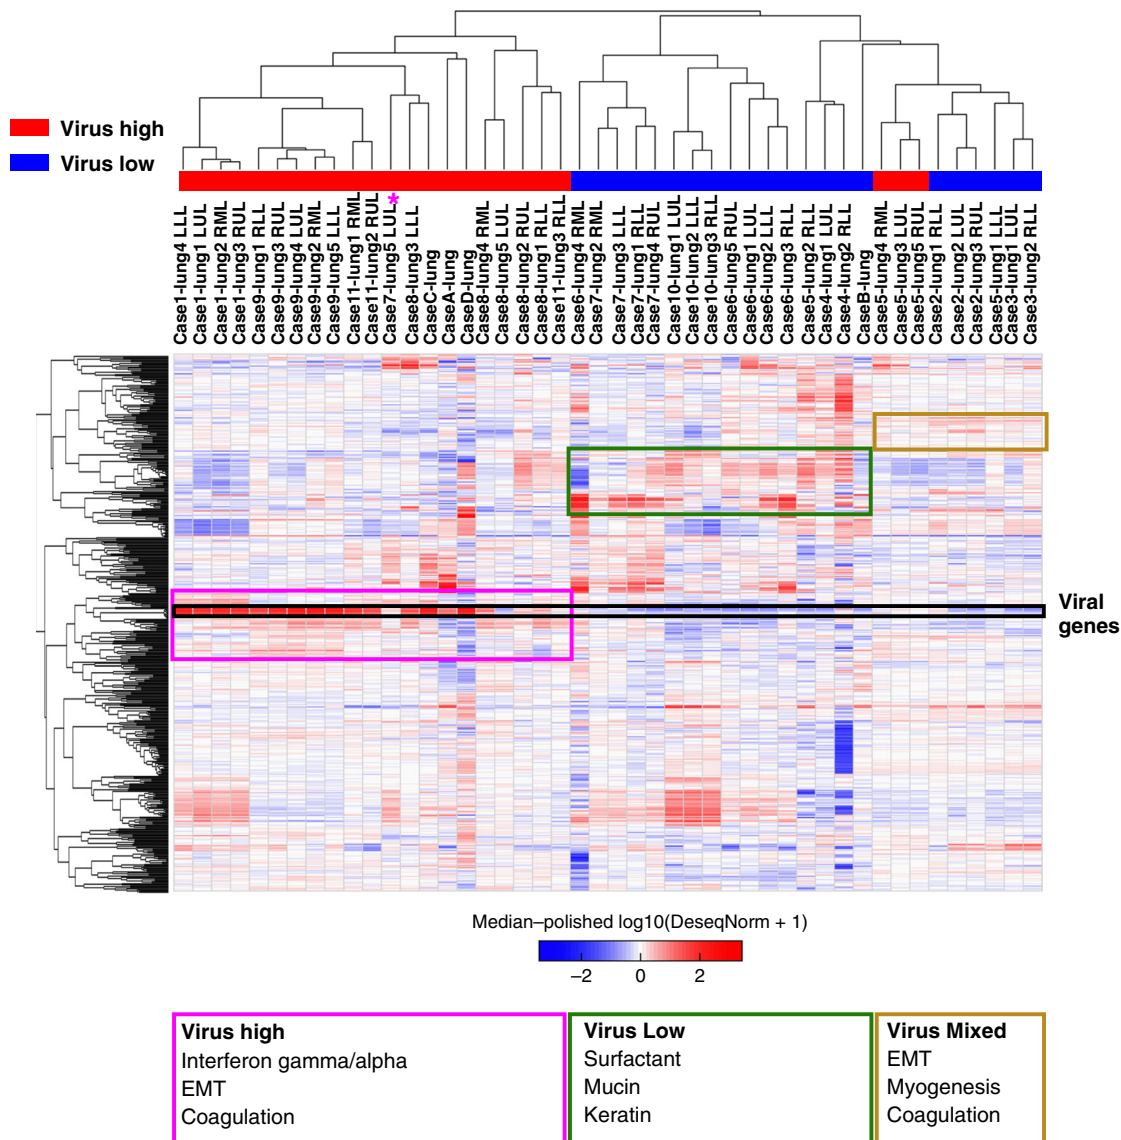 Virus high
Virus low
*
Case1-lung4 LLL
Case1-lung1 LUL
Case1-lung2 RML
Case1-lung3 RUL
Case9-lung1 RLL
Case9-lung3 RUL
Case9-lung4 LUL
Case9-lung2 RML
Case9-lung5 LLL
Case11-lung1 RML
Case11-lung2 RUL
Case7-lung5 LUL
Case8-lung3 LLL
CaseC-lung
CaseA-lung
CaseD-lung
Case8-lung4 RML
Case8-lung5 LUL
Case8-lung2 RUL
Case8-lung1 RLL
Case11-lung3 RLL
Case6-lung4 RML
Case7-lung2 RML
Case7-lung3 LLL
Case7-lung1 RLL
Case7-lung4 RUL
Case10-lung1 LUL
Case10-lung2 LLL
Case10-lung3 RLL
Case6-lung5 RUL
Case6-lung1 LUL
Case6-lung2 LLL
Case6-lung3 RLL
Case5-lung2 RLL
Case4-lung1 LUL
Case4-lung2 RLL
CaseB-lung
Case5-lung4 RML
Case5-lung3 LUL
Case5-lung5 RUL
Case2-lung1 RLL
Case2-lung2 LUL
Case2-lung3 RUL
Case5-lung1 LLL
Case3-lung1 LUL
Case3-lung2 RLL
Viral
genes
Median–polished log10(DeseqNorm + 1)
–2 0 2
Virus high
Interferon gamma/alpha
EMT
Coagulation
Virus Low
Surfactant
Mucin
Keratin
Virus Mixed
EMT
Myogenesis
Coagulation